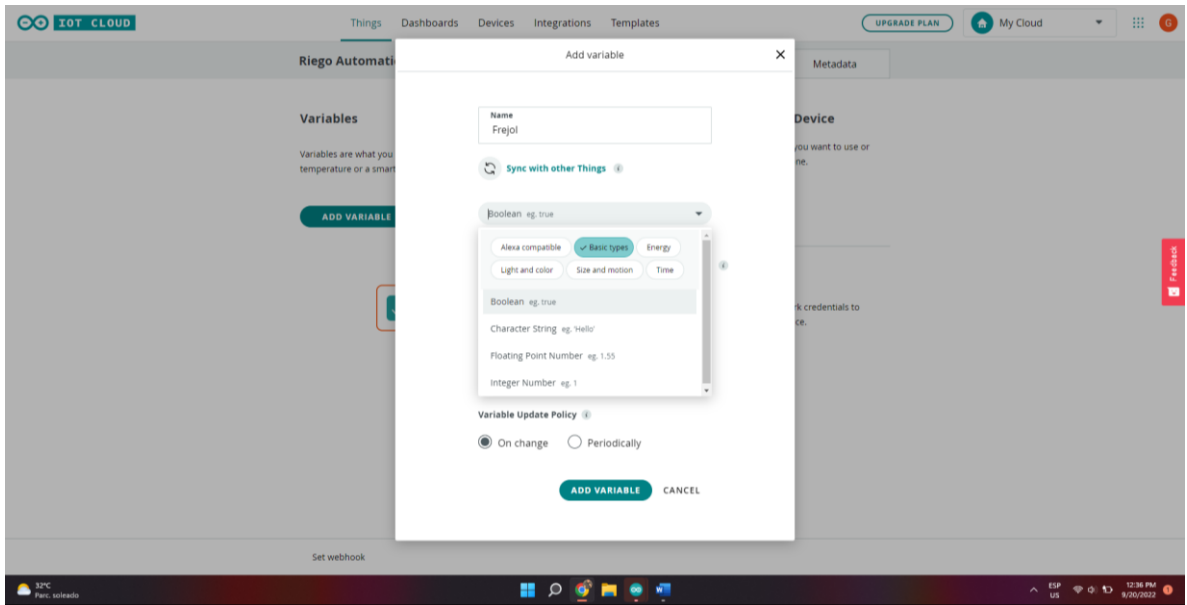 IOT CLOUD
Things Dashboards Devices Integrations Templates
UPGRADE PLAN
My Cloud
G
Riego Automati
Add variable
Metadata
Variables
Variables are what you
temperature or a smart
ADD VARIABLE
Name
Frejol
Sync with other Things i
Boolean eg. true
Alexa compatible Basic types Energy
Light and color Size and motion Time
Boolean eg. true
Character String eg. 'Hello'
Floating Point Number eg. 1.55
Integer Number eg. 1
Variable Update Policy i
On change Periodically
ADD VARIABLE CANCEL
Device
you want to use or
ne.
i
rk credentials to
ce.
Feedback
Set webhook
32°C
Parc. soleado
ESP
US
12:36 PM
9/20/2022
1